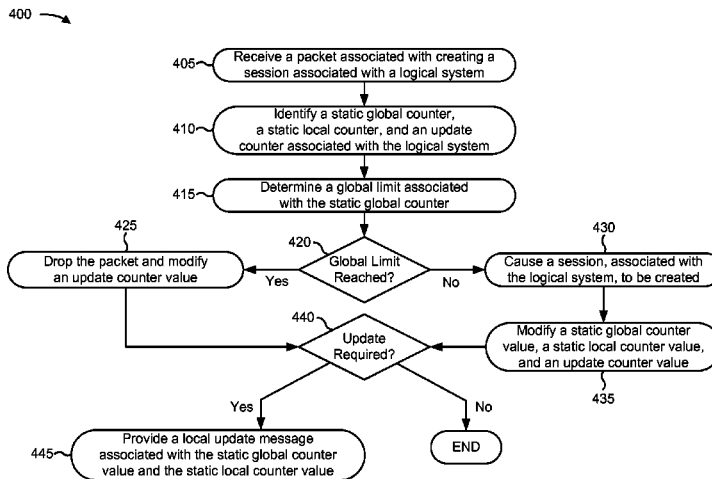 400
405
Receive a packet associated with creating a
session associated with a logical system
410
Identify a static global counter,
a static local counter, and an update
counter associated with the logical system
415
Determine a global limit associated
with the static global counter
425
Drop the packet and modify
an update counter value
420
Global Limit
Reached?
Yes
No
430
Cause a session, associated with
the logical system, to be created
440
Update
Required?
Modify a static global counter
value, a static local counter value,
and an update counter value
435
Yes
No
445
Provide a local update message
associated with the static global counter
value and the static local counter value
END